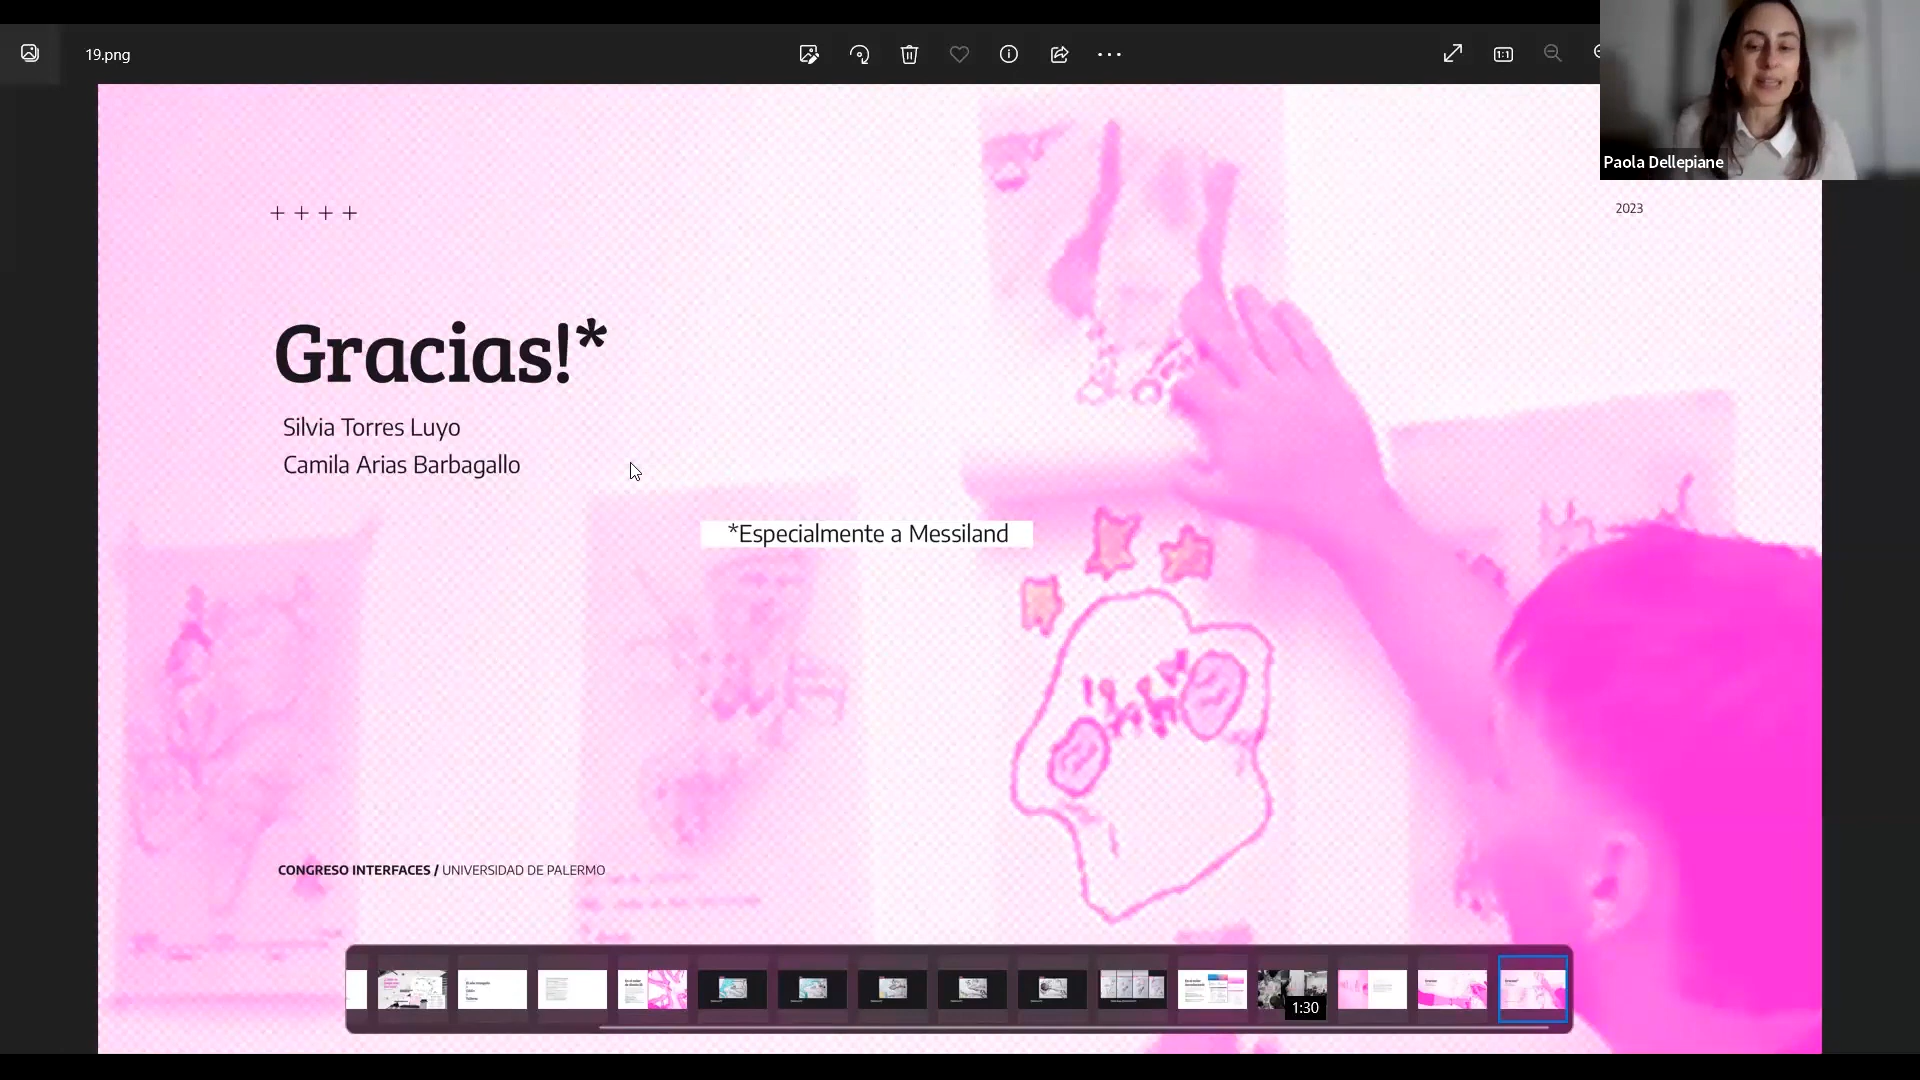 19.png
Paola Dellepiane
2023
++++
Gracias!*
Silvia Torres Luyo
Camila Arias Barbagallo
*Especialmente a Messiland
CONGRESO INTERFACES / UNIVERSIDAD DE PALERMO
1:30